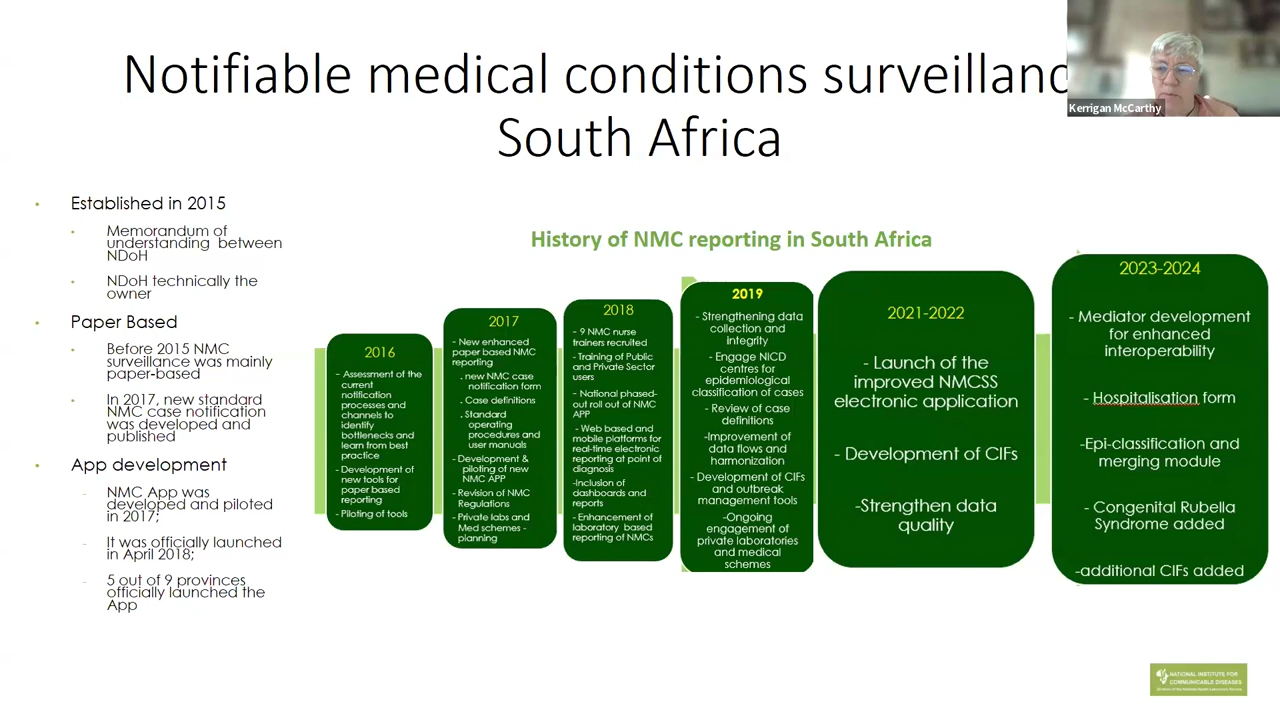 Notifiable medical conditions surveillanc
South Africa
Kerrigan McCarthy
• Established in 2015
• Memorandum of
understanding between
NDoH
• NDoH technically the
owner
• Paper Based
• Before 2015 NMC
surveillance was mainly
paper-based
• In 2017, new standard
NMC case notification
was developed and
published
• App development
- NMC App was
developed and piloted
in 2017;
- It was officially launched
in April 2018;
- 5 out of 9 provinces
officially launched the
App
History of NMC reporting in South Africa
2016
- Assessment of the
current
notification
processes and
channels to
identify
bottlenecks and
learn from best
practice
- Development of
new tools for
paper based
reporting
- Piloting of tools
2017
- New enhanced
paper based NMC
reporting
. new NMC case
notification form
. Case definitions
. Standard
operating
procedures and
user manuals
- Development &
piloting of new
NMC APP
- Revision of NMC
Regulations
- Private labs and
Med schemes -
planning
2018
- 9 NMC nurse
trainers recruited
- Training of Public
and Private Sector
users
- National phased-
out roll out of NMC
APP
- Web based and
mobile platforms for
real-time electronic
reporting at point of
diagnosis
-Inclusion of
dashboards and
reports
- Enhancement of
laboratory based
reporting of NMCs
2019
- Strengthening data
collection and
integrity
- Engage NICD
centres for
epidemiological
classification of cases
- Review of case
definitions
-Improvement of
data flows and
harmonization
- Development of CIFs
and outbreak
management tools
-Ongoing
engagement of
private laboratories
and medical
schemes
2021-2022
- Launch of the
improved NMCSS
electronic application
- Development of CIFs
-Strengthen data
quality
2023-2024
- Mediator development
for enhanced
interoperability
- Hospitalisation form
-Epi-classification and
merging module
- Congenital Rubella
Syndrome added
-additional CIFs added
NATIONAL INSTITUTE FOR
COMMUNICABLE DISEASES
Division of the National Health Laboratory Service